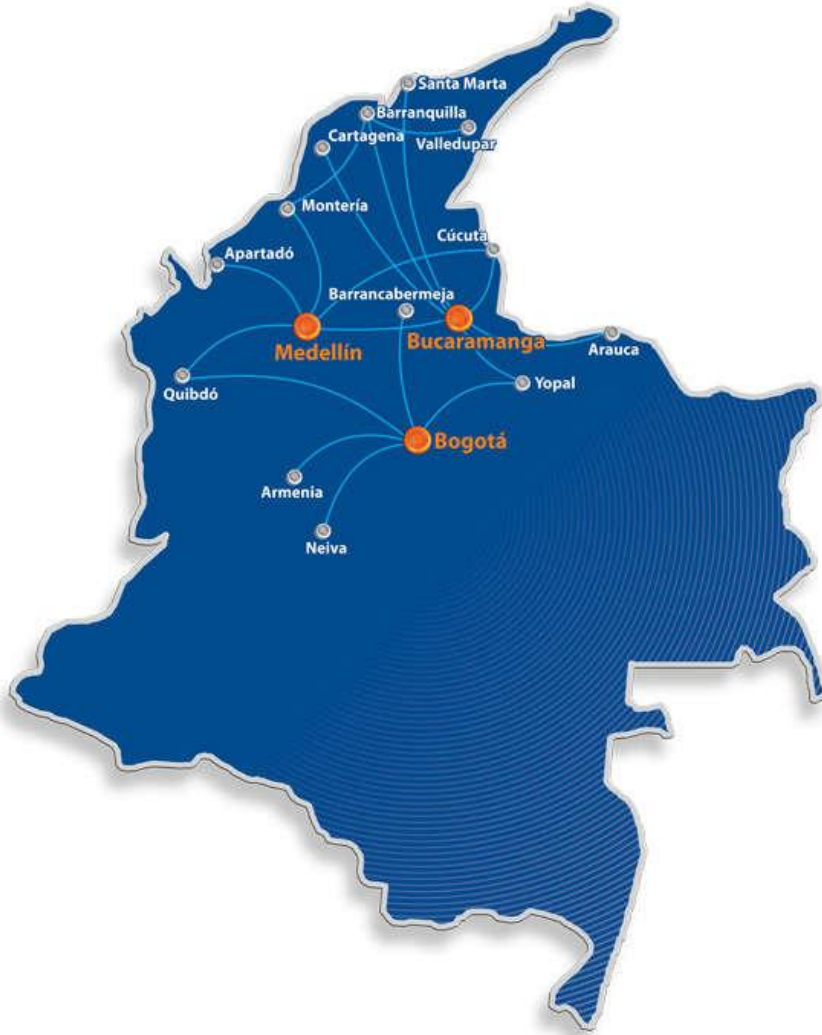 Santa Marta
Barranquilla
Cartagena
Valledupar
Montería
Cúcuta
Apartadó
Barrancabermeja
Bucaramanga
Arauca
Medellín
Yopal
Quibdó
Bogotá
Armenia
Neiva